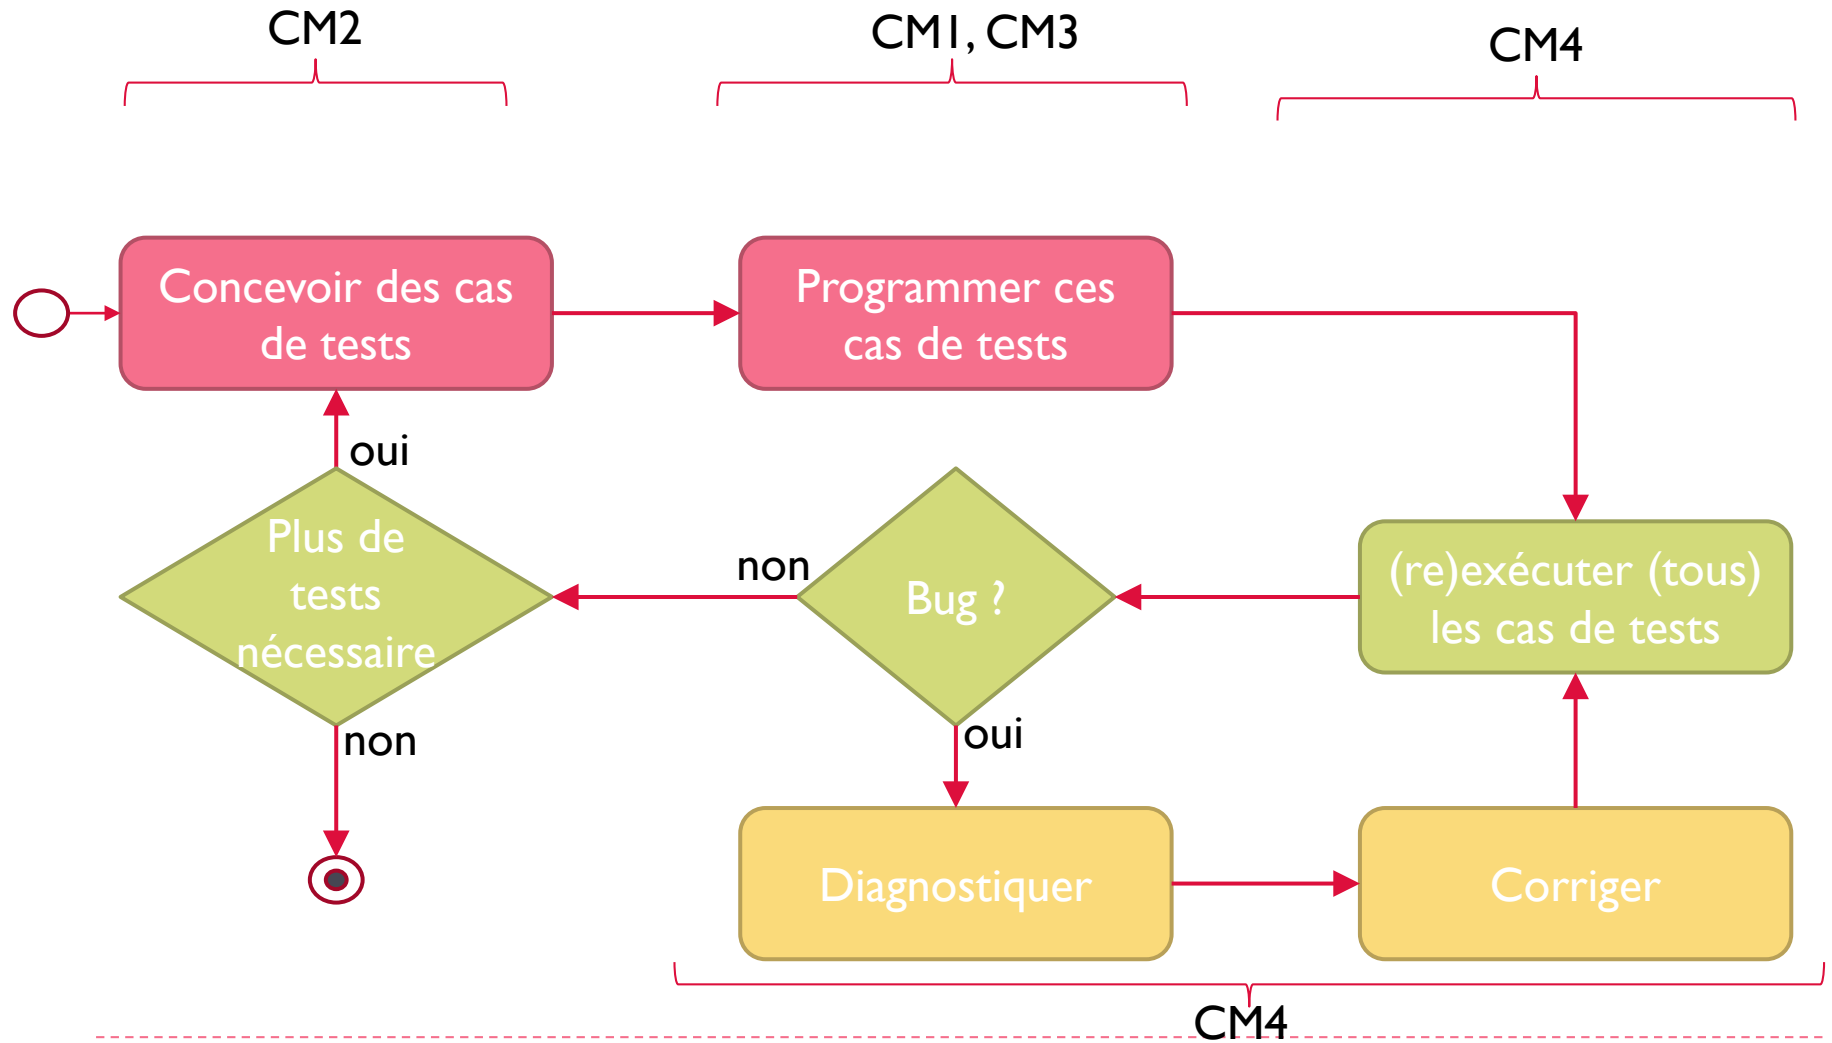 CM2
CM1, CM3
CM4
Concevoir des cas
de tests
Programmer ces
cas de tests
oui
Plus de
tests
nécessaire
non
Bug ?
(re)exécuter (tous)
les cas de tests
non
oui
Diagnostiquer
Corriger
CM4